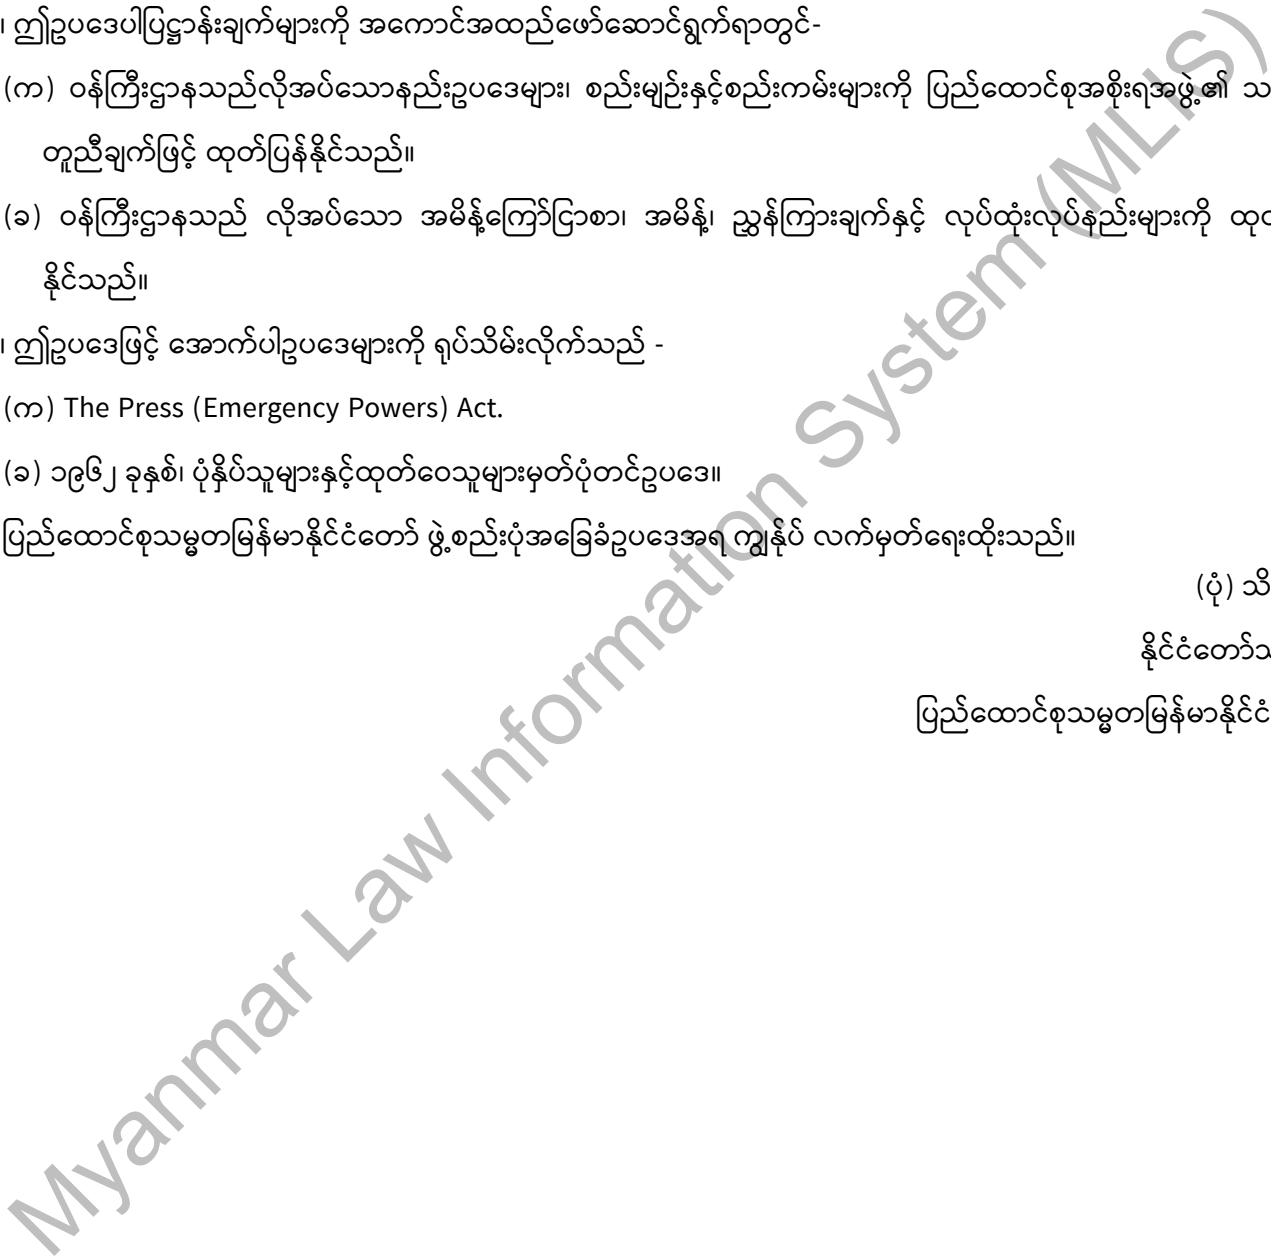 ၊ ဤဥပဒေပါပြဋ္ဌာန်းချက်များကို အကောင်အထည်ဖော်ဆောင်ရွက်ရာတွင်-
(က) ဝန်ကြီးဌာနသည်လိုအပ်သောနည်းဥပဒေများ၊ စည်းမျဉ်းနှင့်စည်းကမ်းများကို ပြည်ထောင်စုအစိုးရအဖွဲ့၏ သ
တူညီချက်ဖြင့် ထုတ်ပြန်နိုင်သည်။
(ခ) ဝန်ကြီးဌာနသည် လိုအပ်သော အမိန့်ကြော်ငြာစာ၊ အမိန့်၊ ညွှန်ကြားချက်နှင့် လုပ်ထုံးလုပ်နည်းများကို
နိုင်သည်။
၊ ဤဥပဒေဖြင့် အောက်ပါဥပဒေများကို ရုပ်သိမ်းလိုက်သည် -
(က) The Press (Emergency Powers) Act.
(ခ) ၁၉၆၂ ခုနှစ်၊ ပုံနှိပ်သူများနှင့်ထုတ်ဝေသူများမှတ်ပုံတင်ဥပဒေ။
ပြည်ထောင်စုသမ္မတမြန်မာနိုင်ငံတော် ဖွဲ့စည်းပုံအခြေခံဥပဒေအရ ကျွန်ုပ် လက်မှတ်ရေးထိုးသည်။
(ပုံ) သိ
နိုင်ငံတော်
ပြည်ထောင်စုသမ္မတမြန်မာနိုင်ငံ
Myanmar Law Information System (MLIS)